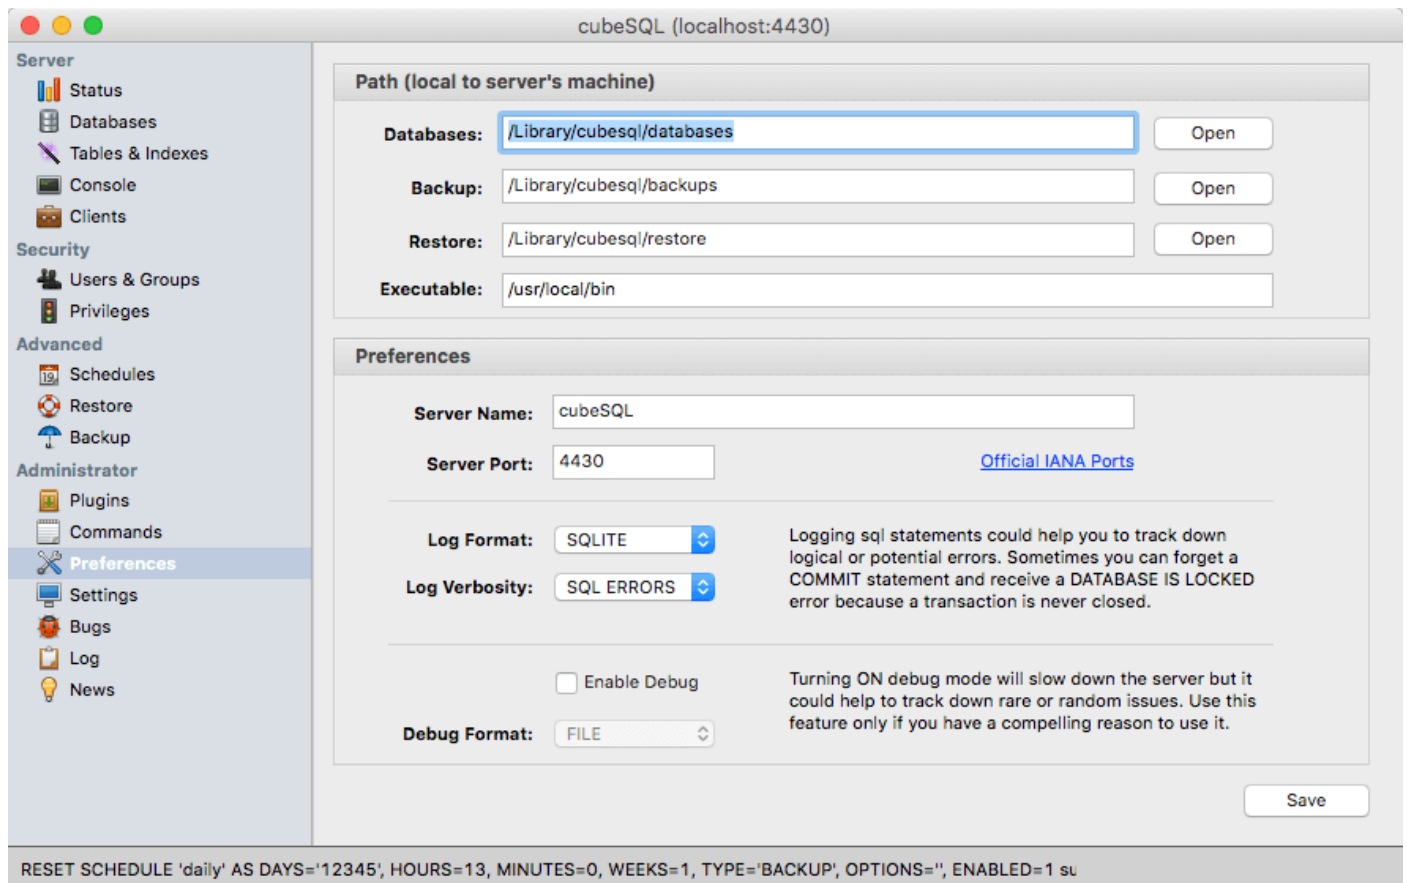 cubeSQL (localhost:4430)
Server
Status
Databases
Tables & Indexes
Console
Clients
Security
Users & Groups
Privileges
Advanced
19
Schedules
Restore
Backup
Administrator
Plugins
Commands
Preferences
Settings
Bugs
Log
News
Path (local to server's machine)
Databases: /Library/cubesql/databases Open
Backup: /Library/cubesql/backups Open
Restore: /Library/cubesql/restore Open
Executable: /usr/local/bin
Preferences
Server Name: cubeSQL
Server Port: 4430 Official IANA Ports
Log Format: SQLITE
Log Verbosity: SQL ERRORS
Logging sql statements could help you to track down
logical or potential errors. Sometimes you can forget a
COMMIT statement and receive a DATABASE IS LOCKED
error because a transaction is never closed.
Enable Debug
Debug Format: FILE
Turning ON debug mode will slow down the server but it
could help to track down rare or random issues. Use this
feature only if you have a compelling reason to use it.
Save
RESET SCHEDULE 'daily' AS DAYS='12345', HOURS=13, MINUTES=0, WEEKS=1, TYPE='BACKUP', OPTIONS='', ENABLED=1 su